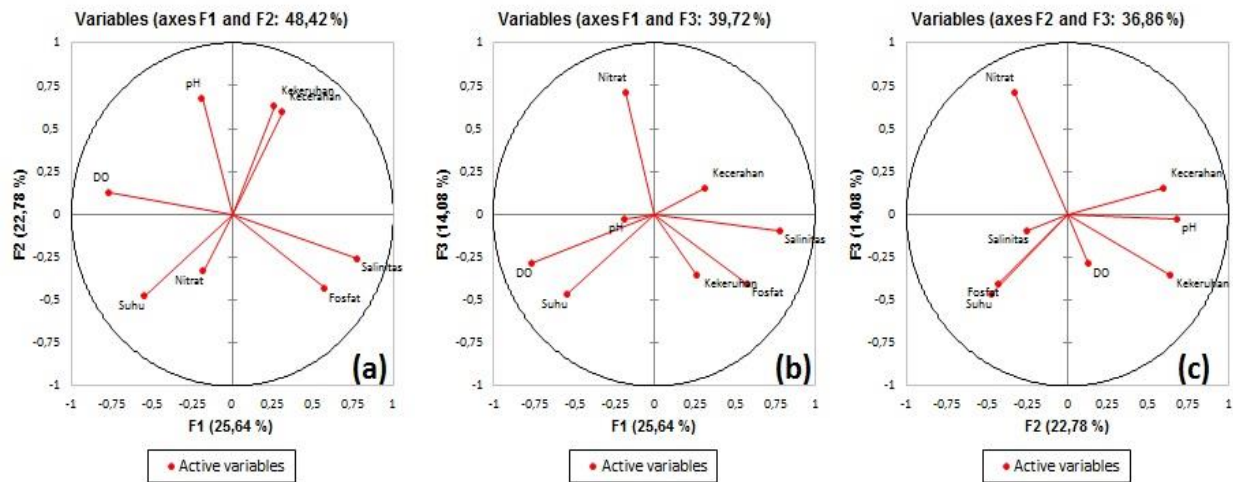 Variables (axes F1 and F2: 48,42 %)
1
0,75
0,5
0,25
0
-0,25
-0,5
-0,75
-1
F2 (22,78 %)
pH
Kekeruhan
Kecerahan
DO
Salinitas
Nitrat
Fosfat
Suhu
(a)
-1 -0,75 -0,5 -0,25 0 0,25 0,5 0,75 1
F1 (25,64 %)
Active variables
Variables (axes F1 and F3: 39,72 %)
1
0,75
0,5
0,25
0
-0,25
-0,5
-0,75
-1
F3 (14,08 %)
Nitrat
Kecerahan
pH
Salinitas
DO
Kekeruhan
Fosfat
Suhu
(b)
-1 -0,75 -0,5 -0,25 0 0,25 0,5 0,75 1
F1 (25,64 %)
Active variables
Variables (axes F2 and F3: 36,86 %)
1
0,75
0,5
0,25
0
-0,25
-0,5
-0,75
-1
F3 (14,08 %)
Nitrat
Kecerahan
pH
Salinitas
DO
Kekeruhan
Fosfat
Suhu
(c)
-1 -0,75 -0,5 -0,25 0 0,25 0,5 0,75 1
F2 (22,78 %)
Active variables